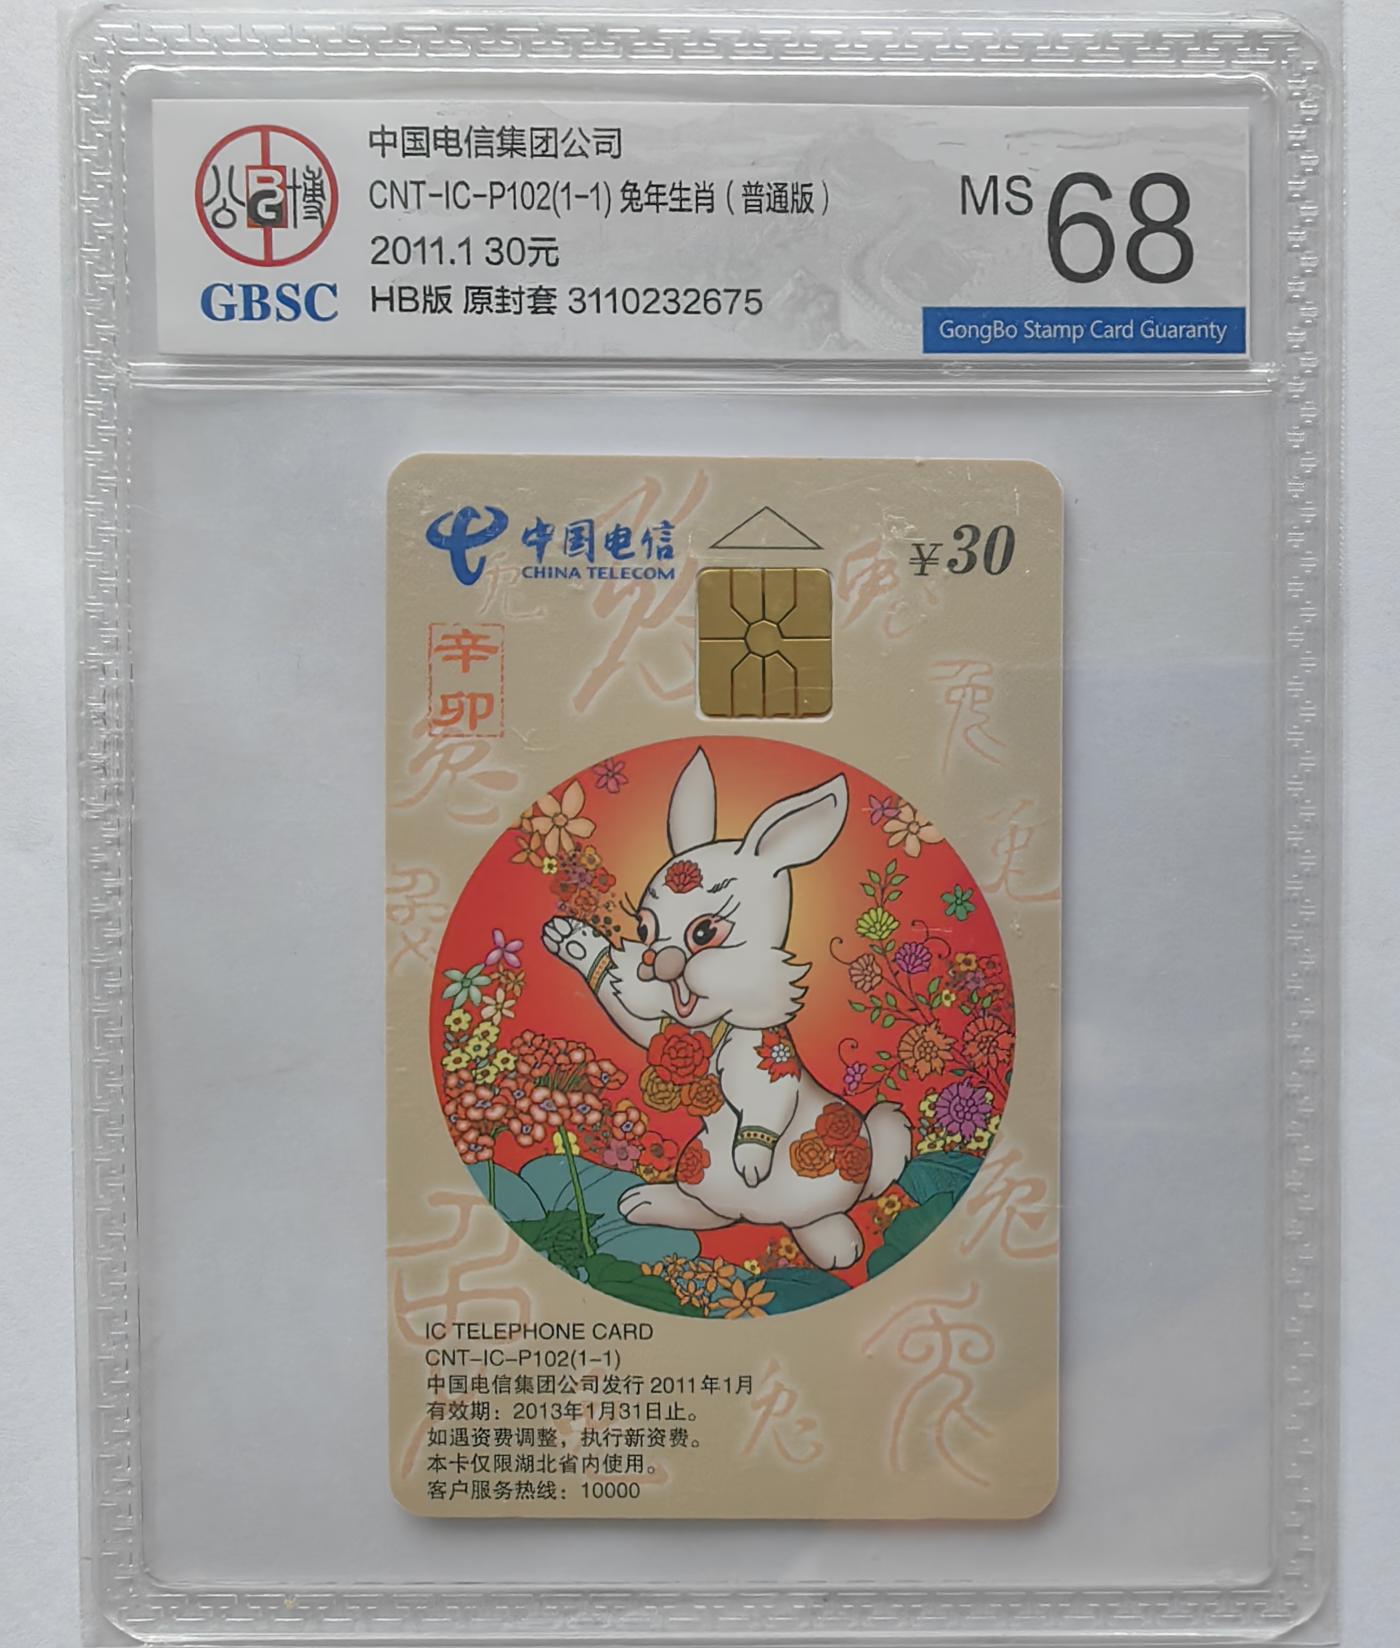 中国电信集团公司
公 BG 博
CNT-IC-P102(1-1) 兔年生肖（普通版）
MS 68
2011.1 30元
GBSC
HB版 原封套 3110232675
GongBo Stamp Card Guaranty
中国电信
CHINA TELECOM
¥30
辛
卯
IC TELEPHONE CARD
CNT-IC-P102(1-1)
中国电信集团公司发行 2011年1月
有效期：2013年1月31日止。
如遇资费调整，执行新资费。
本卡仅限湖北省内使用。
客户服务热线：10000